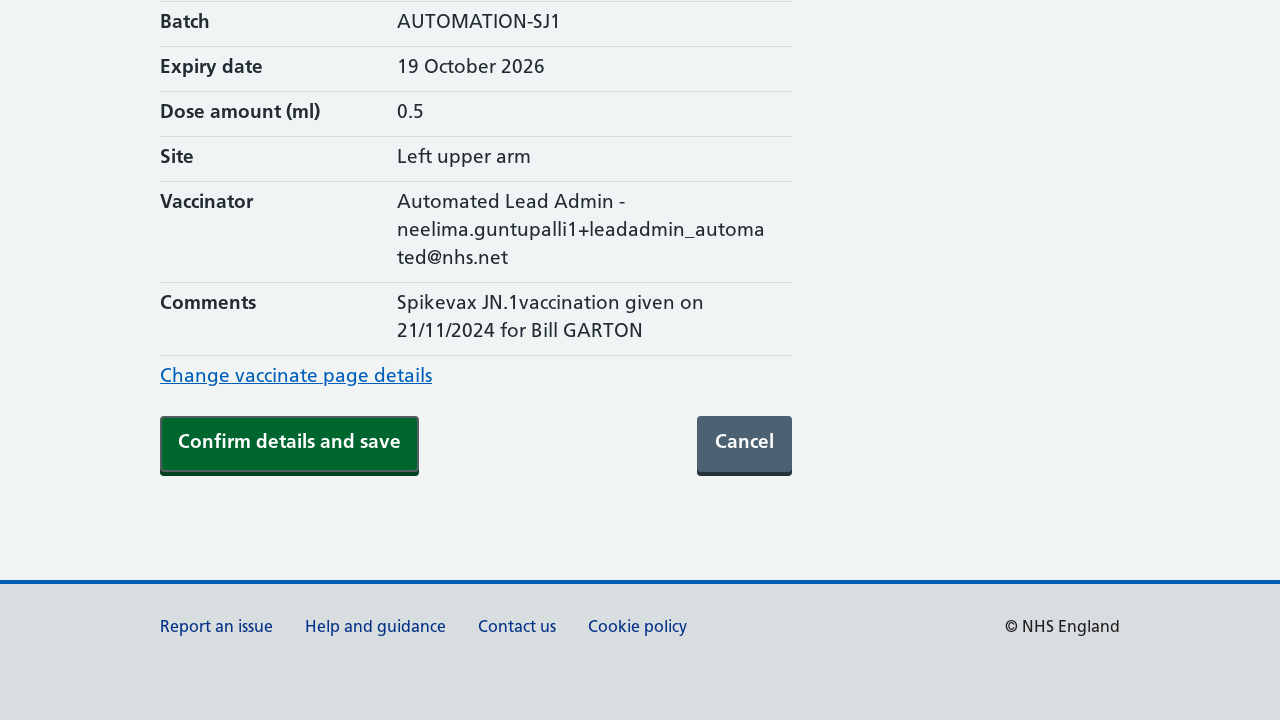 Batch AUTOMATION-SJ1
Expiry date 19 October 2026
Dose amount (ml) 0.5
Site Left upper arm
Vaccinator Automated Lead Admin -
neelima.guntupalli1+leadadmin_automa
ted@nhs.net
Comments Spikevax JN.1vaccination given on
21/11/2024 for Bill GARTON
Change vaccinate page details
Confirm details and save Cancel
Report an issue Help and guidance Contact us Cookie policy © NHS England